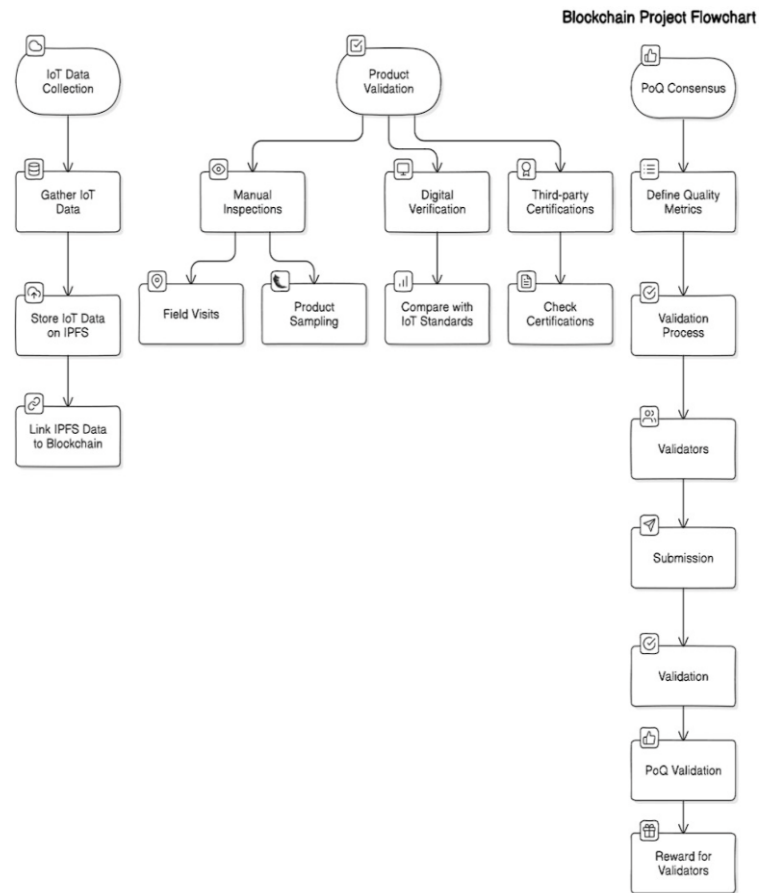 Blockchain Project Flowchart
IoT Data
Collection
Gather IoT
Data
Store IoT Data
on IPFS
Link IPFS Data
to Blockchain
Product
Validation
Manual
Inspections
Field Visits
Product
Sampling
Digital
Verification
Compare with
IoT Standards
Third-party
Certifications
Check
Certifications
PoQ Consensus
Define Quality
Metrics
Validation
Process
Validators
Submission
Validation
PoQ Validation
Reward for
Validators